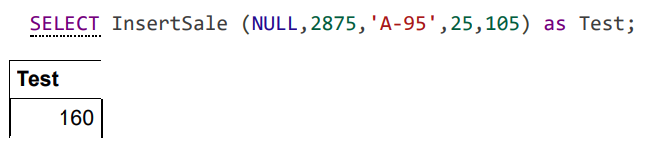 SELECT InsertSale (NULL,2875,'A-95',25,105) as Test;
Test
160